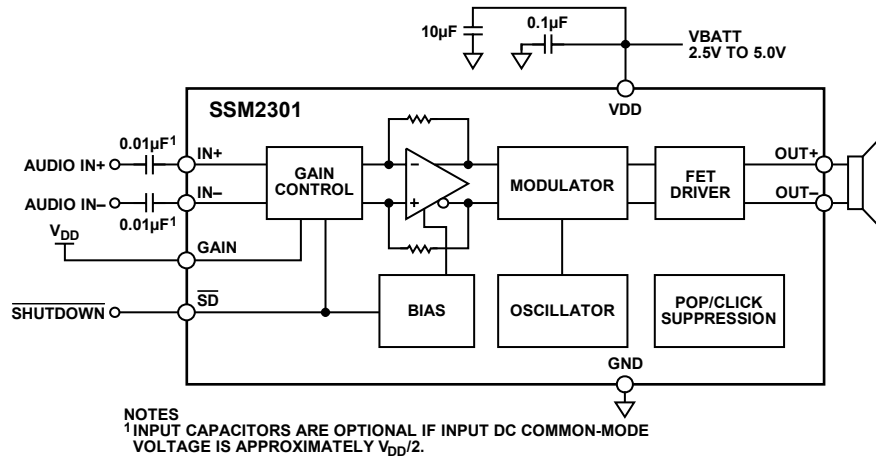 10µF
0.1µF
VBATT
2.5V TO 5.0V
SSM2301
VDD
0.01µF¹
AUDIO IN+
IN+
GAIN
CONTROL
–
+
MODULATOR
FET
DRIVER
OUT+
OUT–
AUDIO IN–
IN–
0.01µF¹
VDD
GAIN
SHUTDOWN
SD
BIAS
OSCILLATOR
POP/CLICK
SUPPRESSION
GND
NOTES
¹ INPUT CAPACITORS ARE OPTIONAL IF INPUT DC COMMON-MODE
VOLTAGE IS APPROXIMATELY VDD/2.